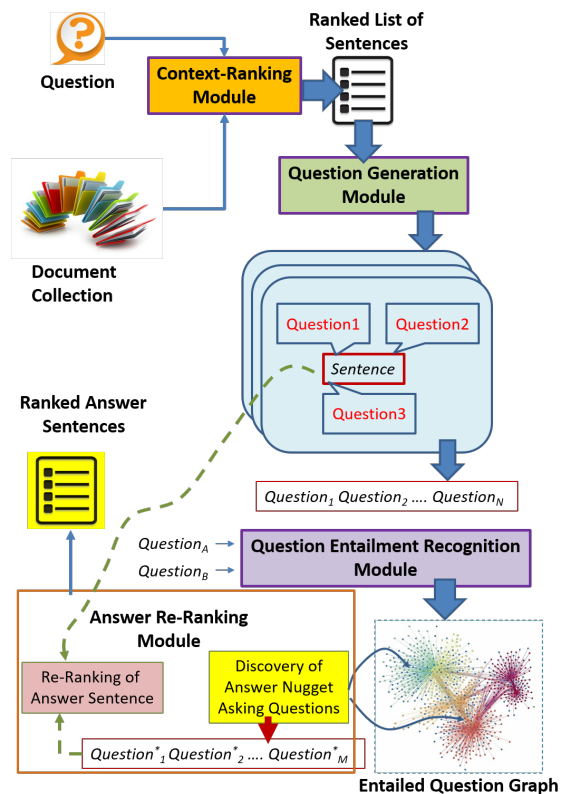 Question
Ranked List of
Sentences
Context-Ranking
Module
Document
Collection
Question Generation
Module
Question1
Question2
Sentence
Question3
Question1 Question2 .... QuestionN
QuestionA
QuestionB
Question Entailment Recognition
Module
Ranked Answer
Sentences
Answer Re-Ranking
Module
Re-Ranking of
Answer Sentence
Discovery of
Answer Nugget
Asking Questions
Question*1 Question*2 .... Question*M
Entailed Question Graph